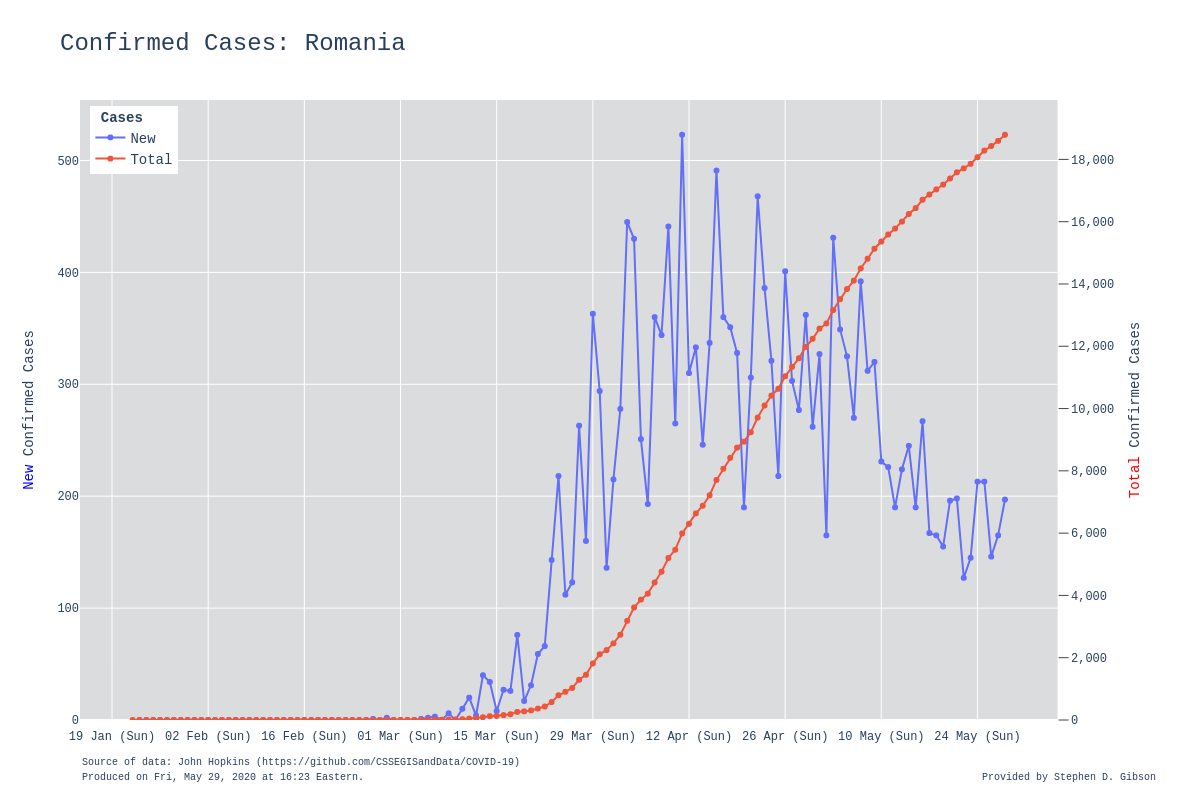 Confirmed Cases: Romania
Cases
New
Total
500
400
300
200
100
0
New Confirmed Cases
18,000
16,000
14,000
12,000
10,000
8,000
6,000
4,000
2,000
0
Total Confirmed Cases
19 Jan (Sun) 02 Feb (Sun) 16 Feb (Sun) 01 Mar (Sun) 15 Mar (Sun) 29 Mar (Sun) 12 Apr (Sun) 26 Apr (Sun) 10 May (Sun) 24 May (Sun)
Source of data: John Hopkins (https://github.com/CSSEGISandData/COVID-19)
Produced on Fri, May 29, 2020 at 16:23 Eastern.
Provided by Stephen D. Gibson